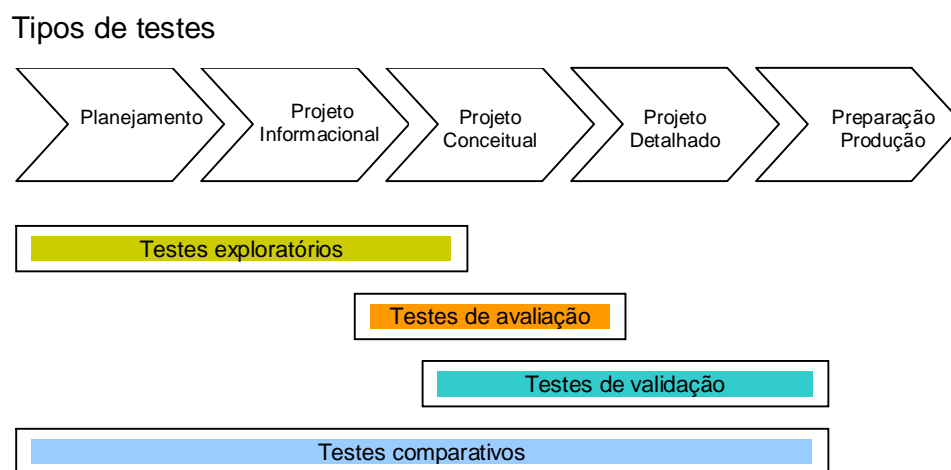 Tipos de testes
Planejamento
Projeto
Informacional
Projeto
Conceitual
Projeto
Detalhado
Preparação
Produção
Testes exploratórios
Testes de avaliação
Testes de validação
Testes comparativos